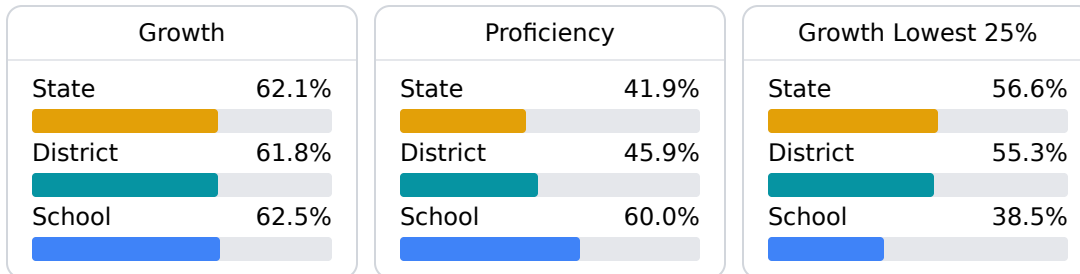 Growth
State 62.1%
District 61.8%
School 62.5%
Proficiency
State 41.9%
District 45.9%
School 60.0%
Growth Lowest 25%
State 56.6%
District 55.3%
School 38.5%